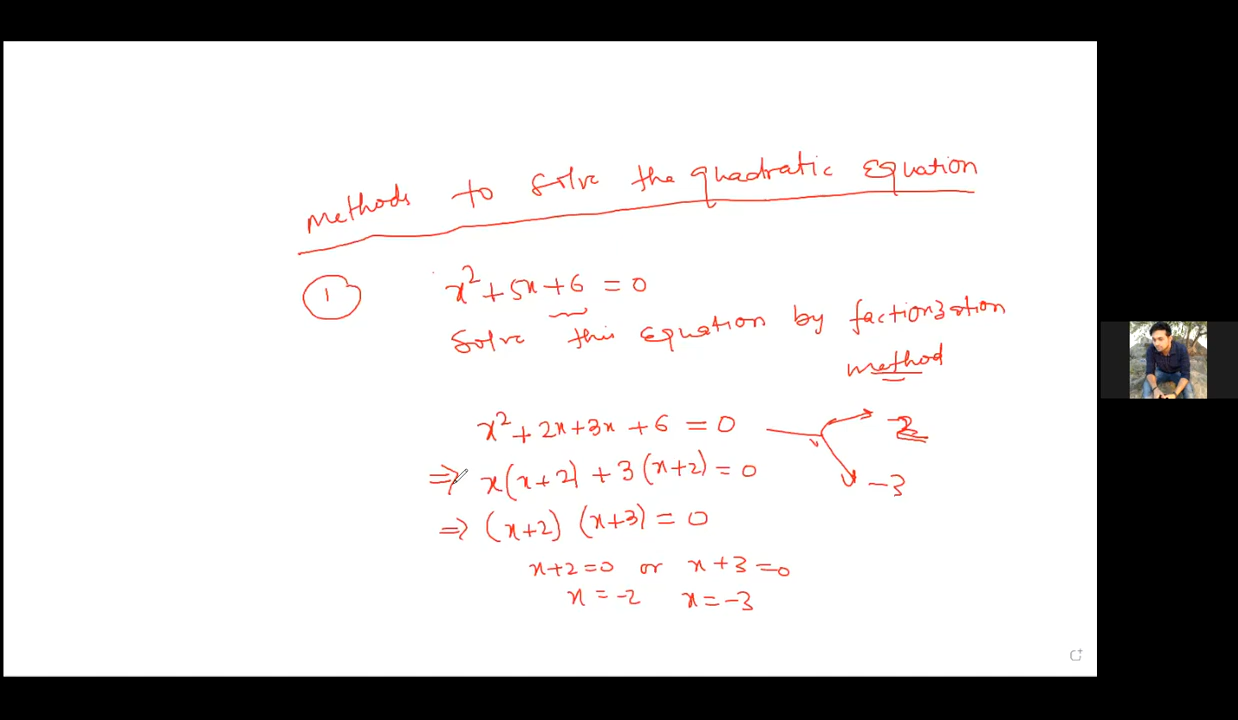 methods to solve the quadratic Equation
1 x²+5x+6 = 0
Solve this Equation by factionzation
method
x²+2x+3x+6 = 0 -2
⇒ x(x+2)+3(x+2)=0 -3
⇒ (x+2) (x+3) = 0
x+2=0 or x+3=0
x=-2 x=-3